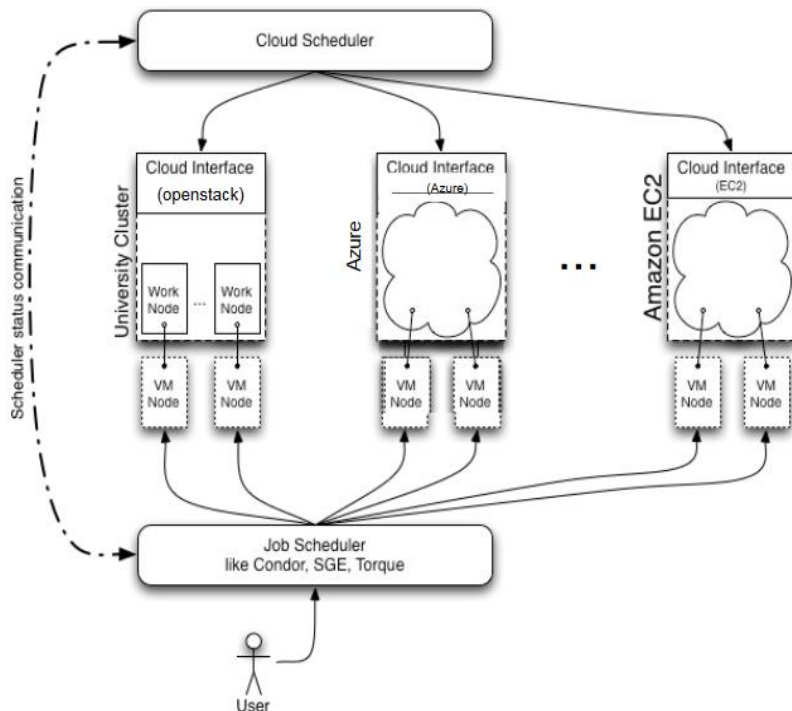 Cloud Scheduler
Scheduler status communication
University Cluster
Cloud Interface
(openstack)
Work
Node
...
Work
Node
VM
Node
VM
Node
Azure
Cloud Interface
(Azure)
VM
Node
VM
Node
...
Amazon EC2
Cloud Interface
(EC2)
VM
Node
VM
Node
Job Scheduler
like Condor, SGE, Torque
User